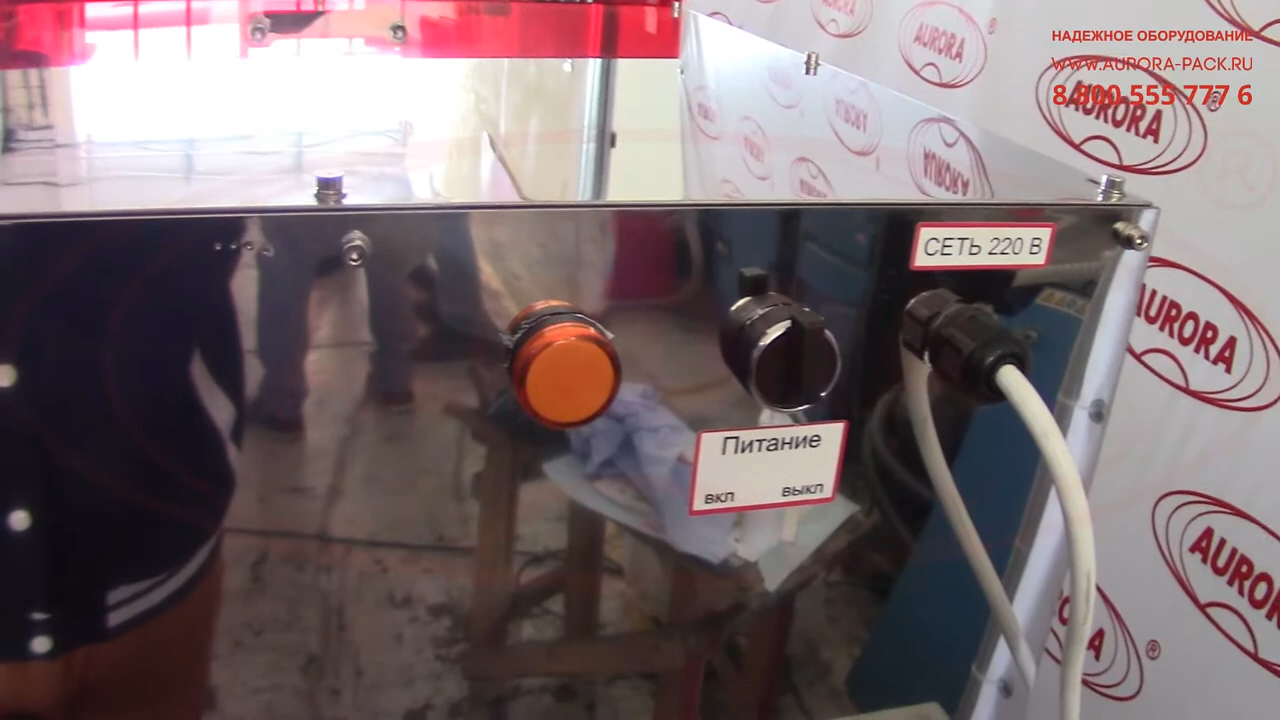 НАДЕЖНОЕ ОБОРУДОВАНИЕ
WWW.AURORA-PACK.RU
8 800 555 777 6
AURORA
®
AURORA
®
СЕТЬ 220 В
AURORA
Питание
вкл выкл
AURORA
®